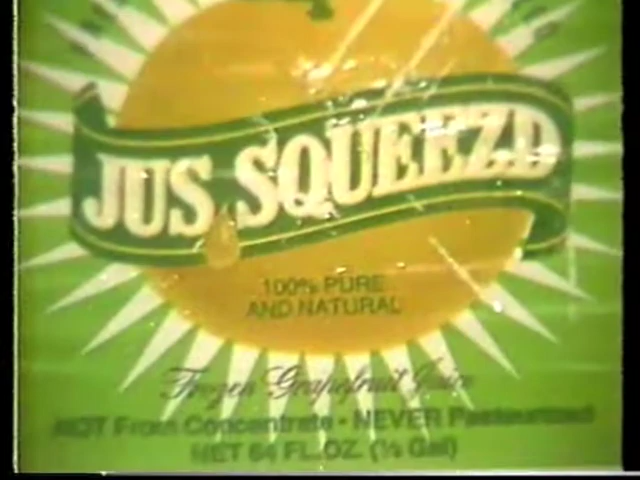 JUS SQUEEZD
100% PURE
AND NATURAL
Frozen Grapefruit Juice
NOT From Concentrate - NEVER Pasteurized
NET 64 FL. OZ. (½ Gal)